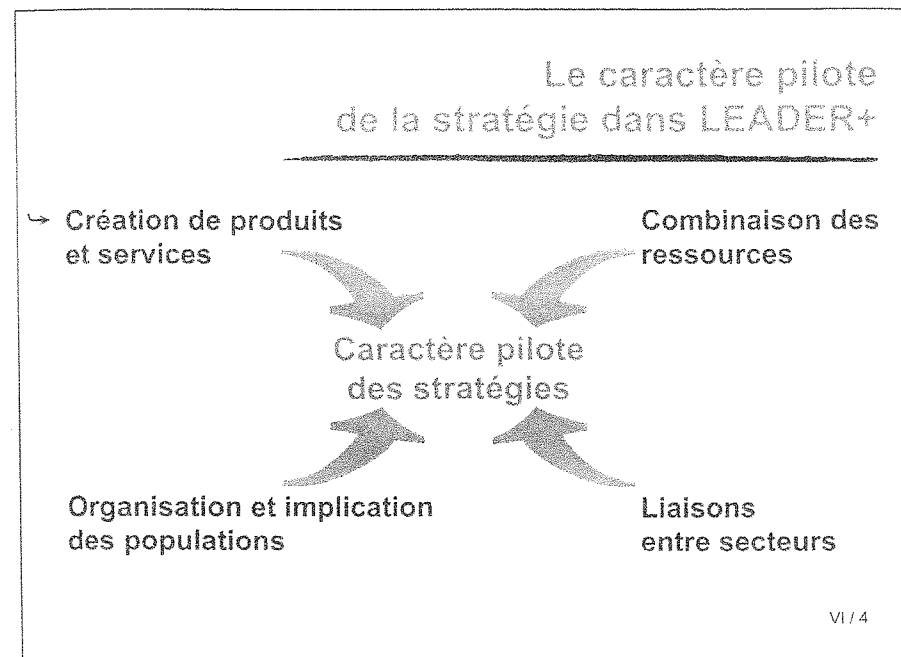 Le caractère pilote
de la stratégie dans LEADER+
↳ Création de produits
et services
Combinaison des
ressources
Caractère pilote
des stratégies
Organisation et implication
des populations
Liaisons
entre secteurs
VI / 4